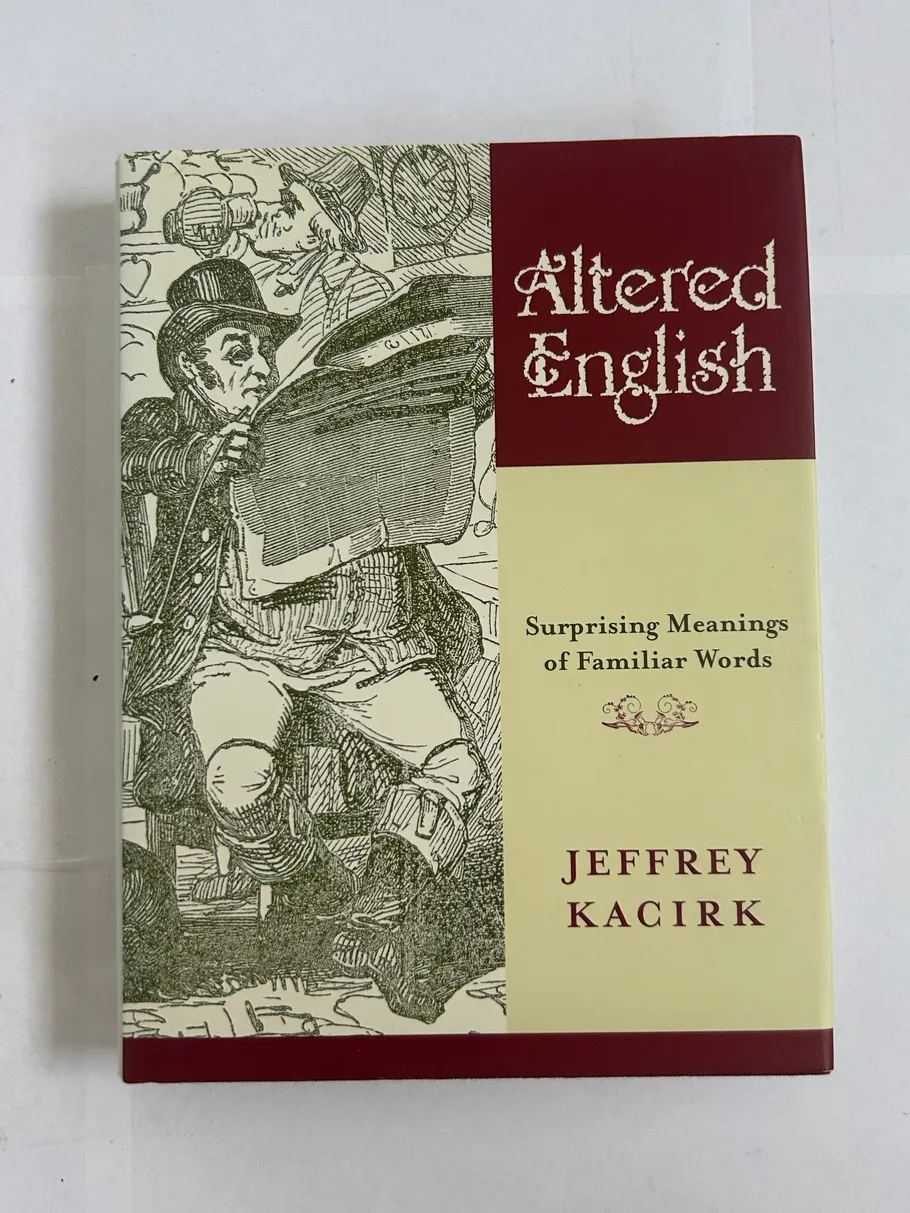 Altered
English
Surprising Meanings
of Familiar Words
JEFFREY
KACIRK